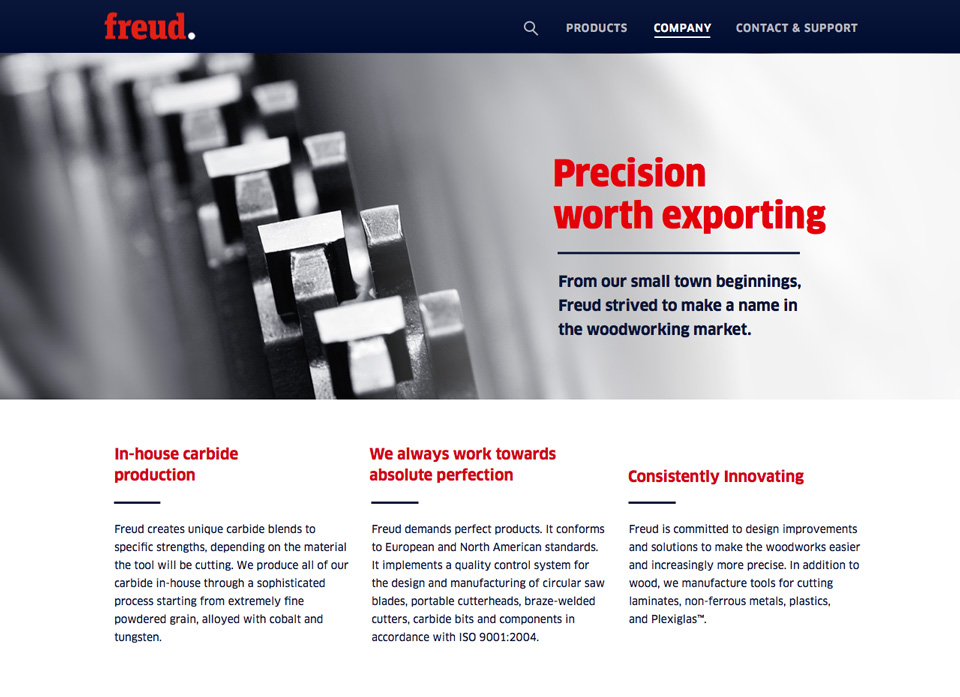 freud.
PRODUCTS
COMPANY
CONTACT & SUPPORT
Precision
worth exporting
From our small town beginnings,
Freud strived to make a name in
the woodworking market.
In-house carbide
production
Freud creates unique carbide blends to
specific strengths, depending on the material
the tool will be cutting. We produce all of our
carbide in-house through a sophisticated
process starting from extremely fine
powdered grain, alloyed with cobalt and
tungsten.
We always work towards
absolute perfection
Freud demands perfect products. It conforms
to European and North American standards.
It implements a quality control system for
the design and manufacturing of circular saw
blades, portable cutterheads, braze-welded
cutters, carbide bits and components in
accordance with ISO 9001:2004.
Consistently Innovating
Freud is committed to design improvements
and solutions to make the woodworks easier
and increasingly more precise. In addition to
wood, we manufacture tools for cutting
laminates, non-ferrous metals, plastics,
and Plexiglas™.